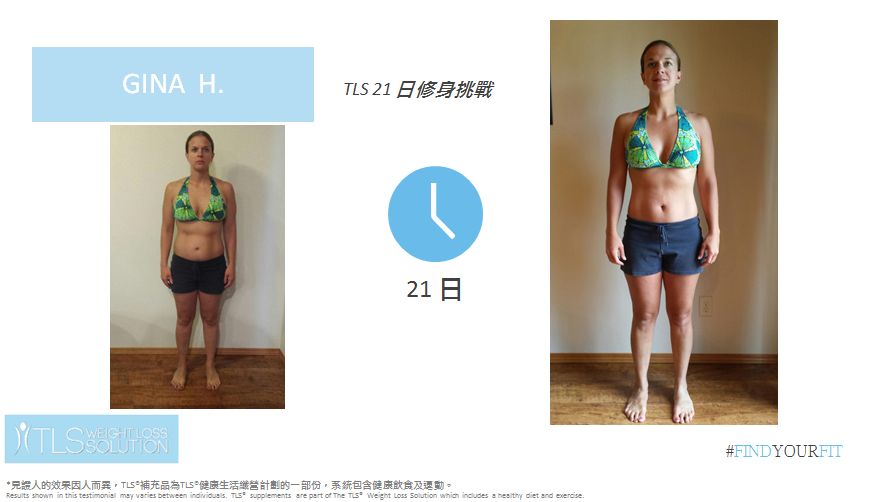 GINA H.
TLS 21 日修身挑戰
21 日
TLS WEIGHT LOSS
SOLUTION
#FINDYOURFIT
*見證人的效果因人而異，TLS®補充品為TLS®健康生活纖營計劃的一部份，系統包含健康飲食及運動。
Results shown in this testimonial may varies between individuals. TLS® supplements are part of The TLS® Weight Loss Solution which includes a healthy diet and exercise.